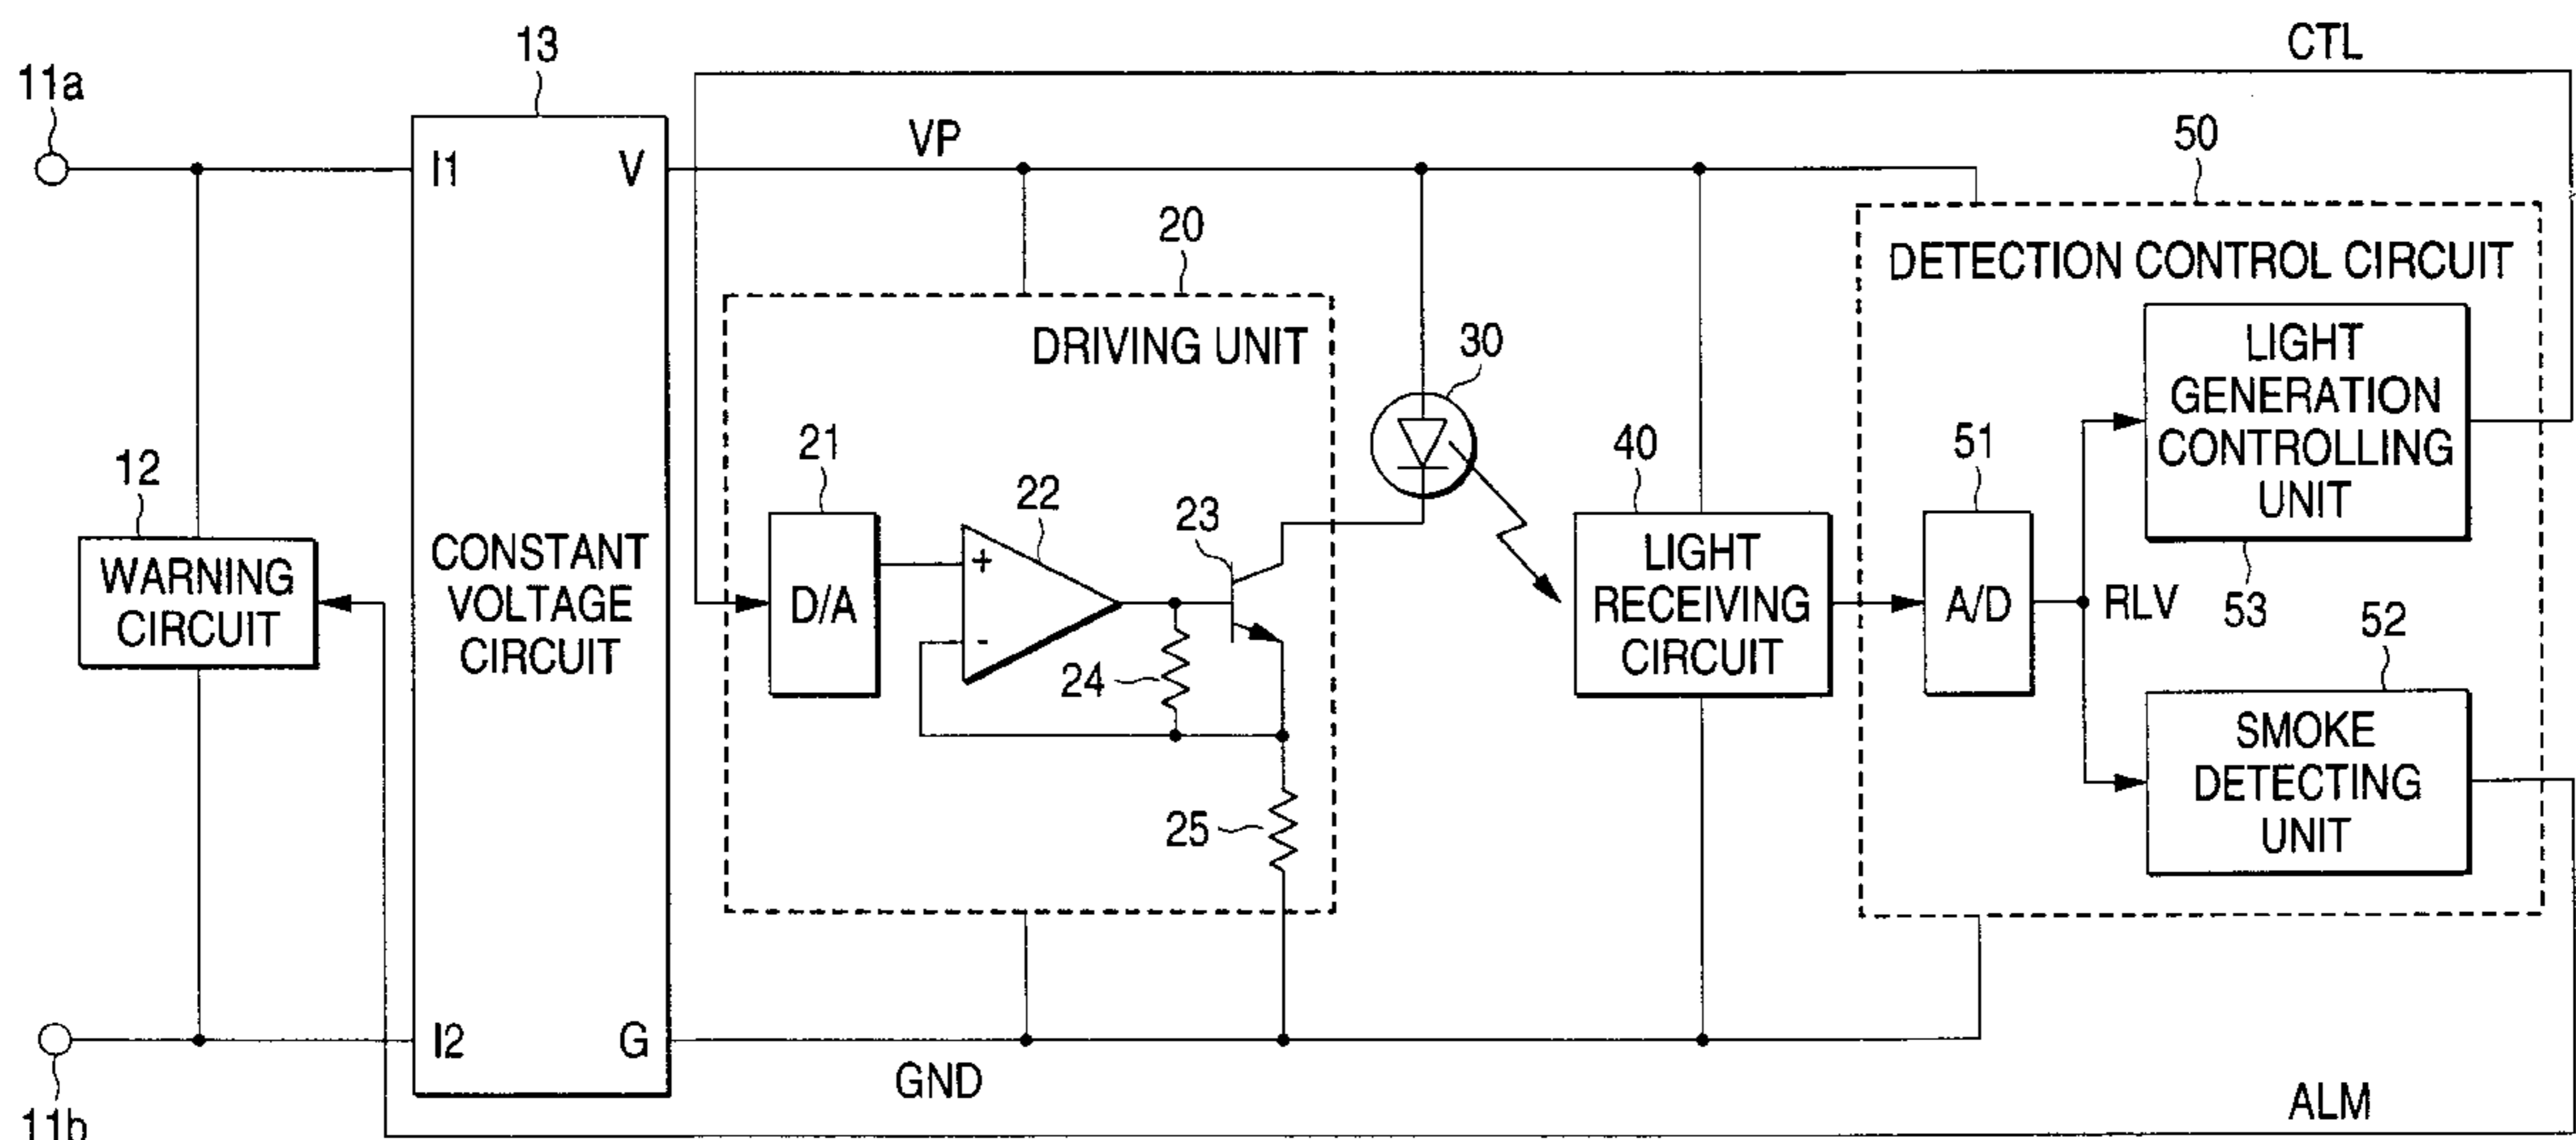 CTL
13
11a
VP
50
I1
V
20
DETECTION CONTROL CIRCUIT
DRIVING UNIT
30
LIGHT
GENERATION
CONTROLLING
UNIT
53
12
21
22
23
40
51
WARNING
CIRCUIT
CONSTANT
VOLTAGE
CIRCUIT
D/A
+
-
24
25
LIGHT
RECEIVING
CIRCUIT
A/D
RLV
52
SMOKE
DETECTING
UNIT
I2
G
GND
11b
ALM